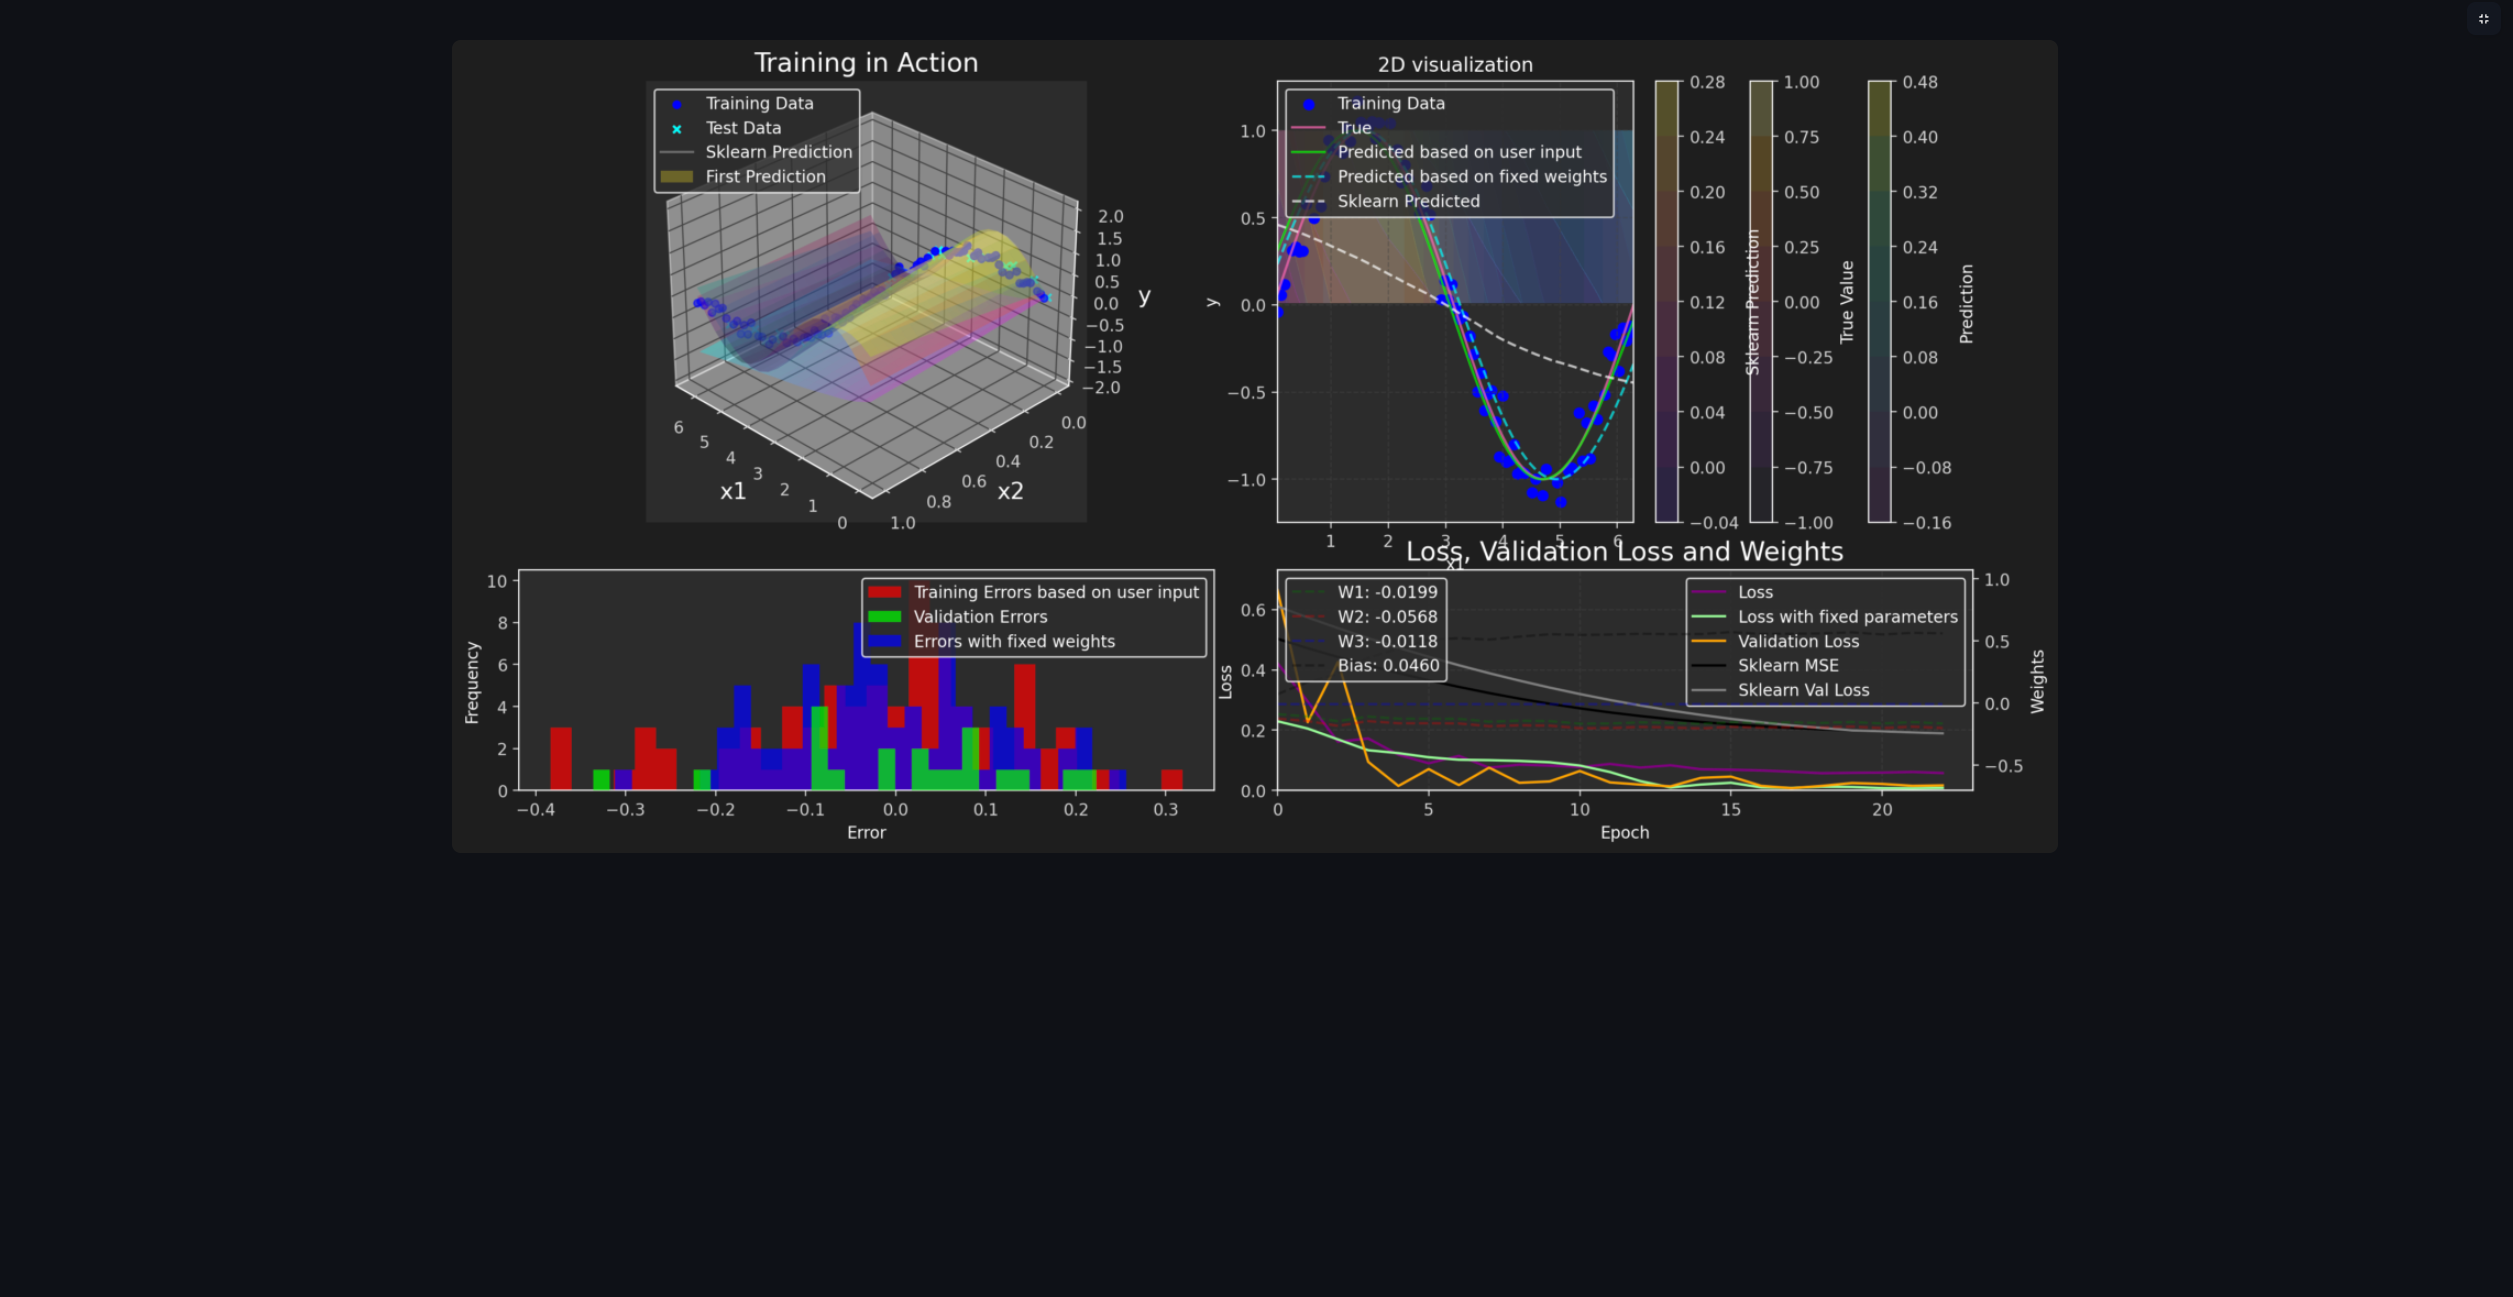 Training in Action
Training Data
Test Data
Sklearn Prediction
First Prediction
2.0
1.5
1.0
0.5
0.0
−0.5
−1.0
−1.5
−2.0
y
6
5
4
3
2
1
0
x1
0.0
0.2
0.4
0.6
0.8
1.0
x2
2D visualization
Training Data
True
Predicted based on user input
Predicted based on fixed weights
Sklearn Predicted
1.0
0.5
0.0
−0.5
−1.0
y
1 2 3 4 5 6
x1
0.28
0.24
0.20
0.16
0.12
0.08
0.04
0.00
−0.04
Sklearn Prediction
1.00
0.75
0.50
0.25
0.00
−0.25
−0.50
−0.75
−1.00
True Value
0.48
0.40
0.32
0.24
0.16
0.08
0.00
−0.08
−0.16
Prediction
Training Errors based on user input
Validation Errors
Errors with fixed weights
10
8
6
4
2
0
Frequency
−0.4 −0.3 −0.2 −0.1 0.0 0.1 0.2 0.3
Error
Loss, Validation Loss and Weights
W1: -0.0199
W2: -0.0568
W3: -0.0118
Bias: 0.0460
Loss
Loss with fixed parameters
Validation Loss
Sklearn MSE
Sklearn Val Loss
0.6
0.4
0.2
0.0
Loss
1.0
0.5
0.0
−0.5
Weights
0 5 10 15 20
Epoch